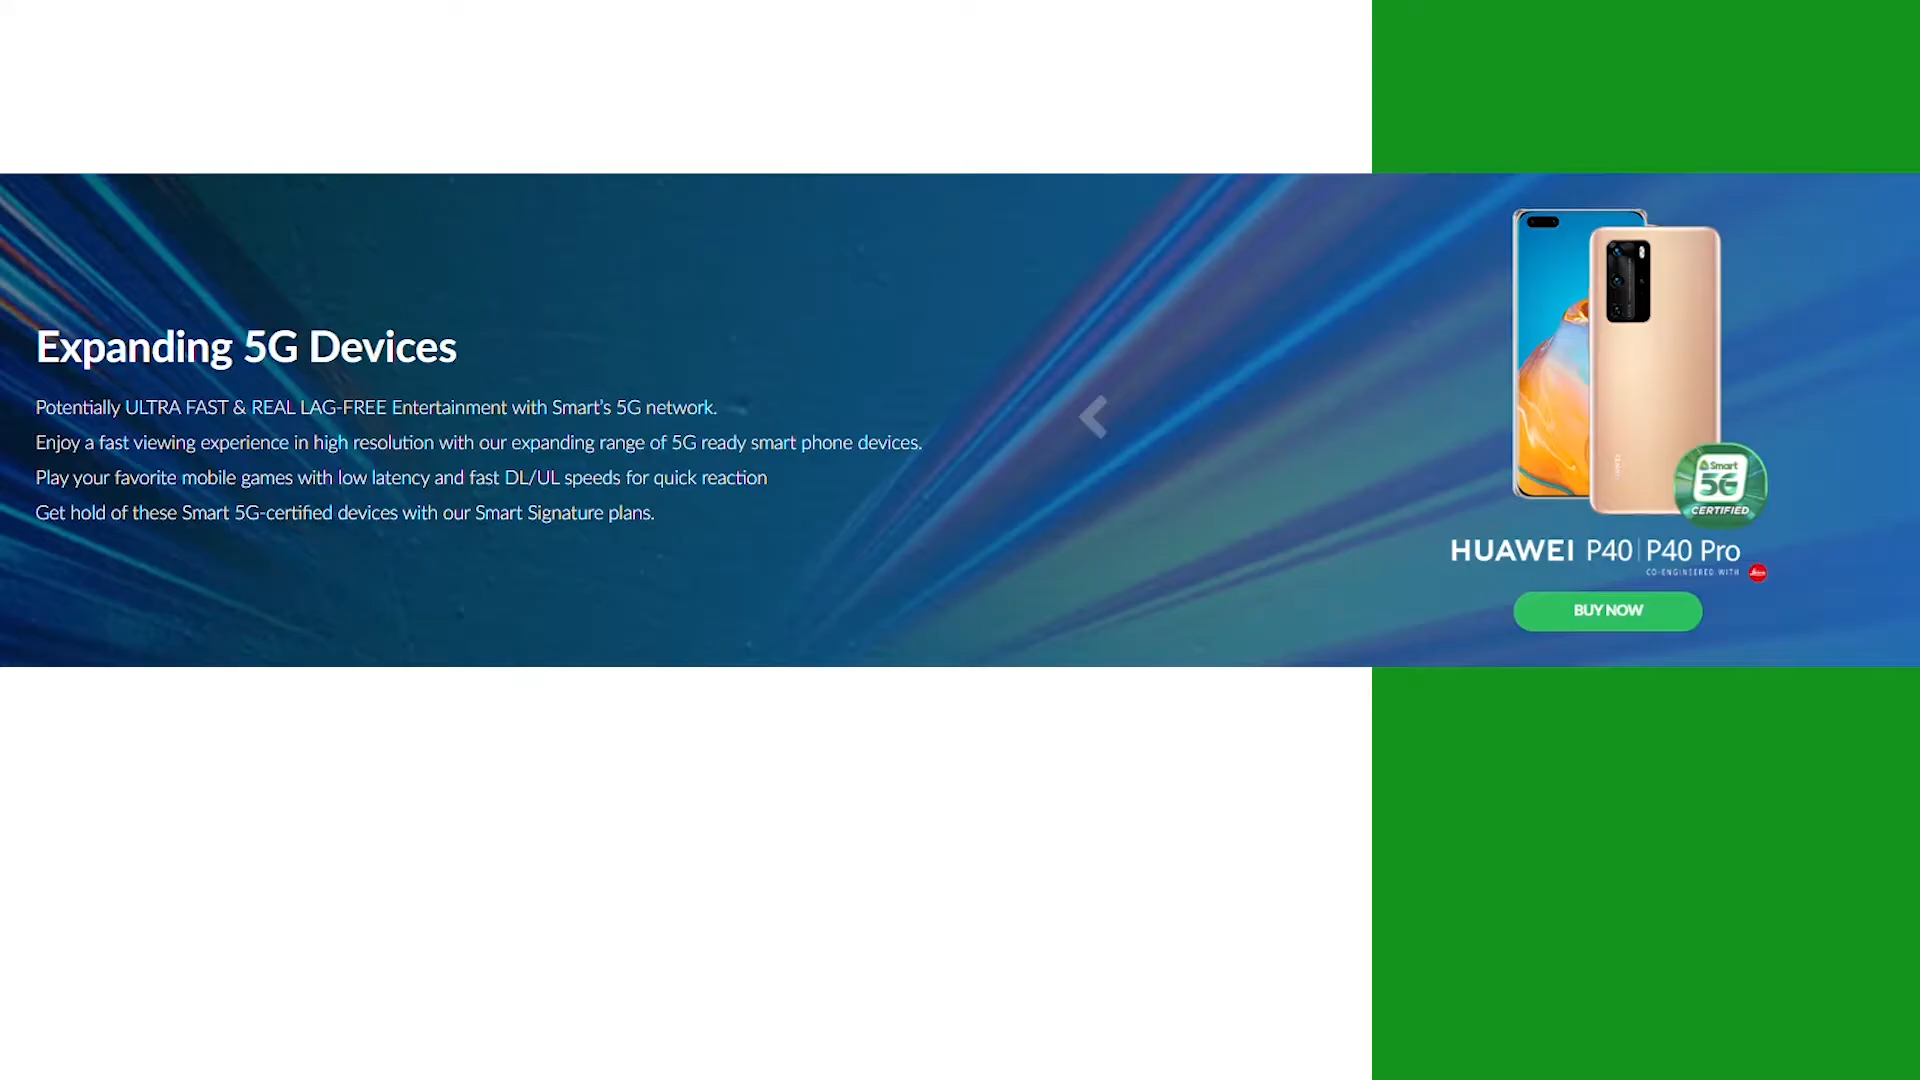 Expanding 5G Devices
Potentially ULTRA FAST & REAL LAG-FREE Entertainment with Smart’s 5G network.
Enjoy a fast viewing experience in high resolution with our expanding range of 5G ready smart phone devices.
Play your favorite mobile games with low latency and fast DL/UL speeds for quick reaction
Get hold of these Smart 5G-certified devices with our Smart Signature plans.
Smart
5G
CERTIFIED
HUAWEI P40 | P40 Pro
CO-ENGINEERED WITH
BUY NOW